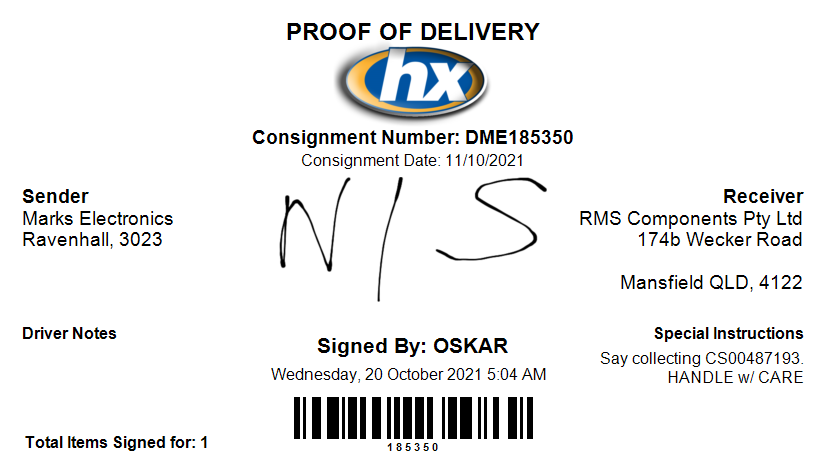 PROOF OF DELIVERY
hx
Consignment Number: DME185350
Consignment Date: 11/10/2021
Sender
Marks Electronics
Ravenhall, 3023
N/S
Receiver
RMS Components Pty Ltd
174b Wecker Road
Mansfield QLD, 4122
Driver Notes
Signed By: OSKAR
Wednesday, 20 October 2021 5:04 AM
Special Instructions
Say collecting CS00487193.
HANDLE w/ CARE
185350
Total Items Signed for: 1